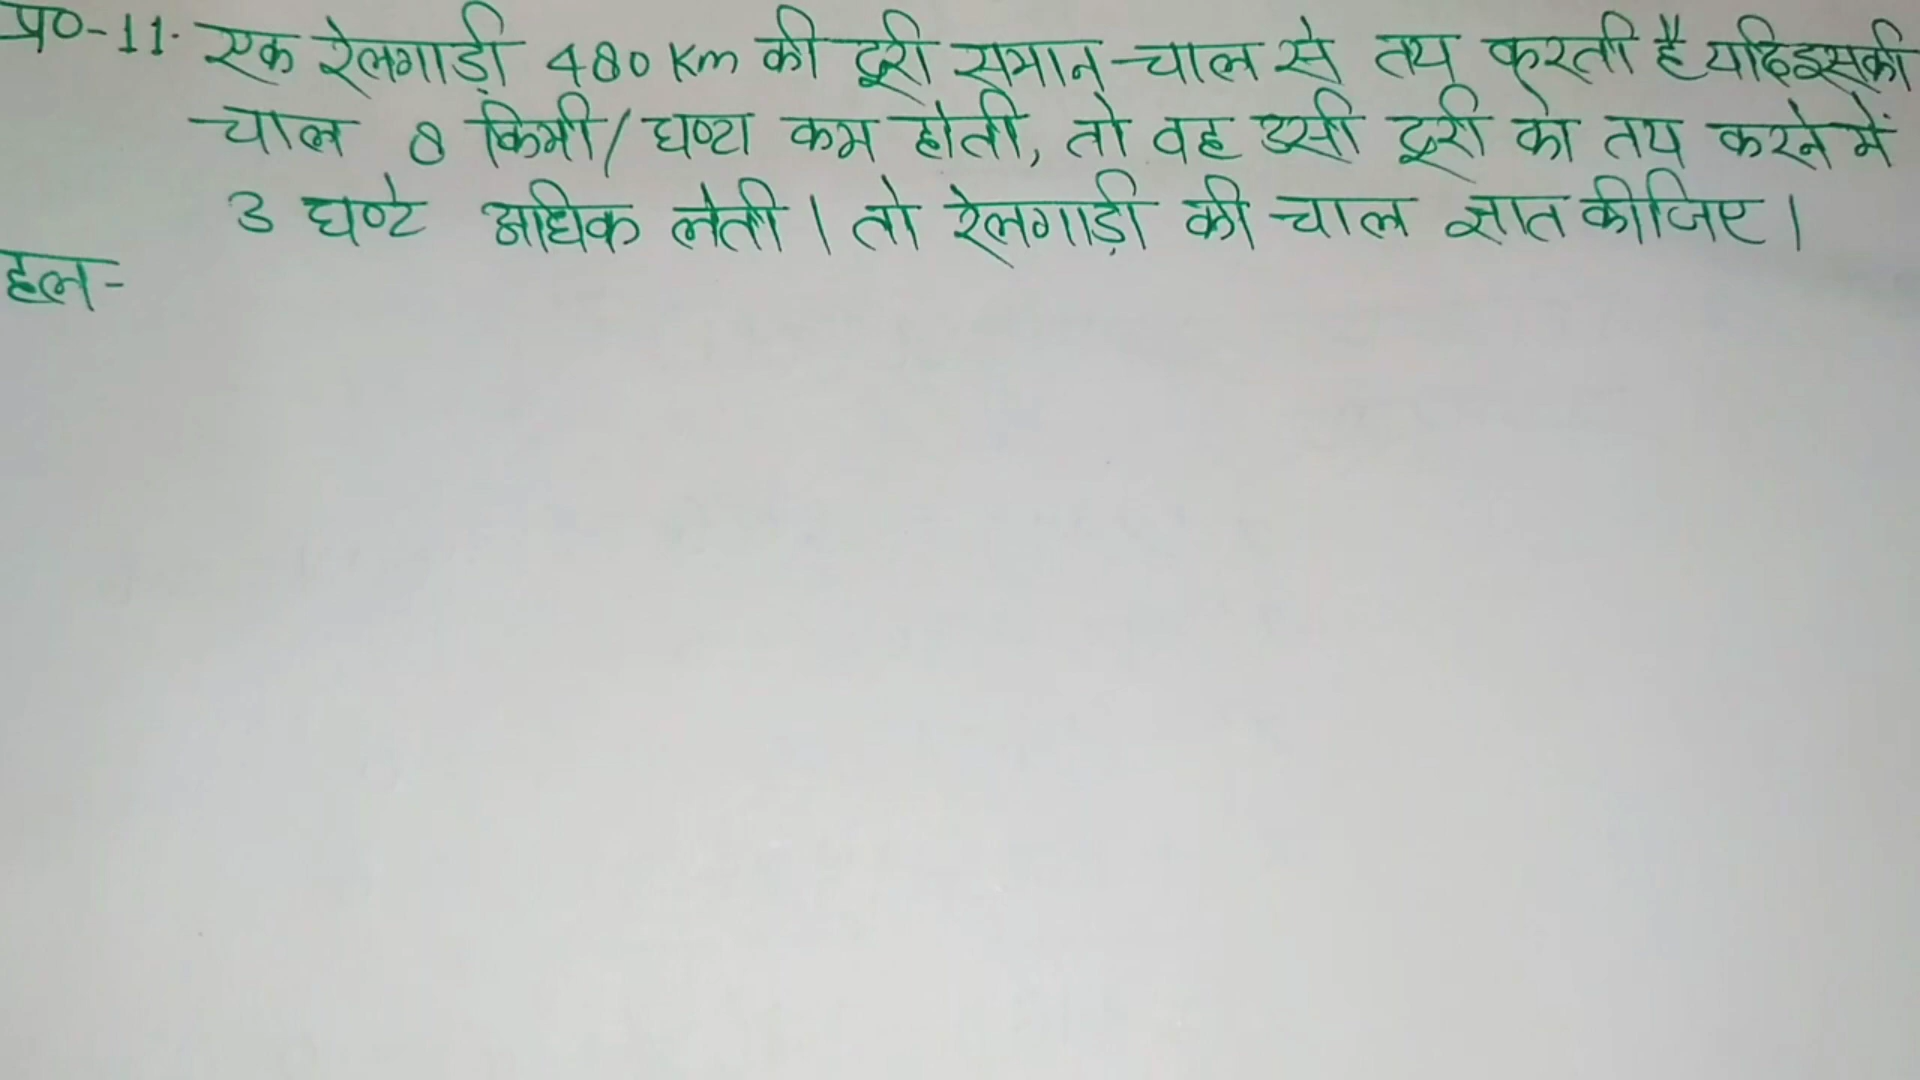 प्र०-11. एक रेलगाड़ी 480 Km की दूरी समान चाल से तय करती है यदि इसकी
चाल 8 किमी/घण्टा कम होती, तो वह उसी दूरी को तय करने में
3 घण्टे अधिक लेती। तो रेलगाड़ी की चाल ज्ञात कीजिए।
हल-